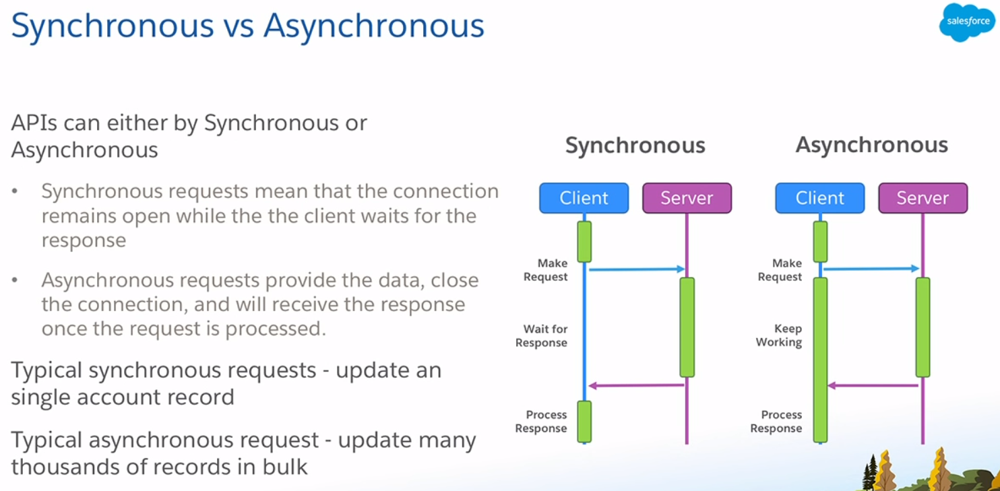 Synchronous vs Asynchronous
salesforce
APIs can either by Synchronous or
Asynchronous
• Synchronous requests mean that the connection
remains open while the the client waits for the
response
• Asynchronous requests provide the data, close
the connection, and will receive the response
once the request is processed.
Typical synchronous requests - update an
single account record
Typical asynchronous request - update many
thousands of records in bulk
Synchronous
Client
Server
Make
Request
Wait for
Response
Process
Response
Asynchronous
Client
Server
Make
Request
Keep
Working
Process
Response